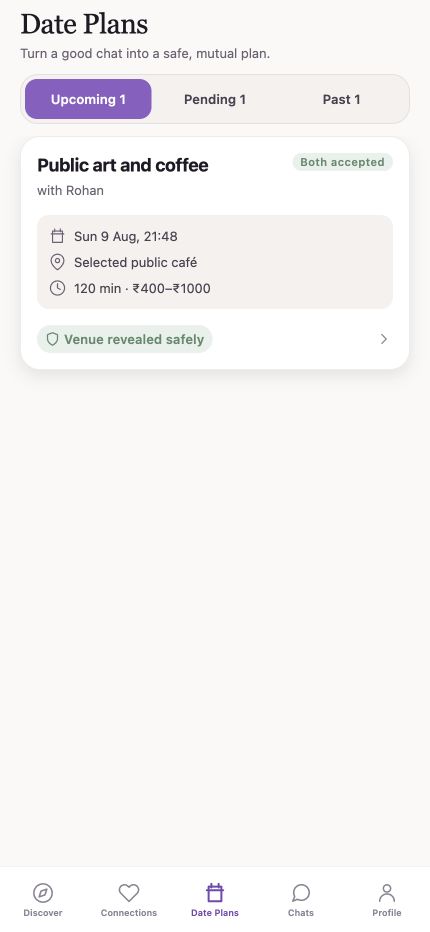 Date Plans
Turn a good chat into a safe, mutual plan.
Upcoming 1 Pending 1 Past 1
Public art and coffee Both accepted
with Rohan
Sun 9 Aug, 21:48
Selected public café
120 min · ₹400–₹1000
Venue revealed safely
Discover Connections Date Plans Chats Profile